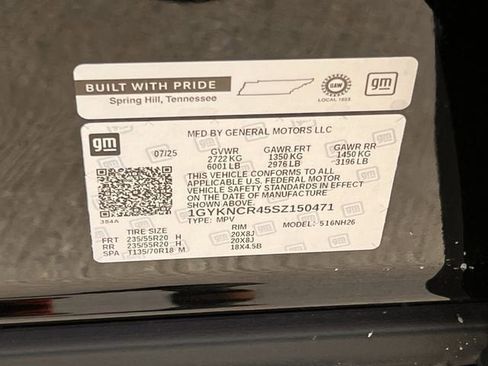 BUILT WITH PRIDE
Spring Hill, Tennessee
UAW
LOCAL 1853
gm
gm
MFD BY GENERAL MOTORS LLC
07/25 GVWR GAWR FRT GAWR RR
2722 KG 1350 KG 1450 KG
6001 LB 2976 LB 3196 LB
THIS VEHICLE CONFORMS TO ALL
APPLICABLE U.S. FEDERAL MOTOR
VEHICLE SAFETY STANDARDS IN EFFECT
ON THE DATE OF MANUFACTURE SHOWN ABOVE.
1GYKNCR45SZ150471
TYPE: MPV MODEL: 516NH26
384A
TIRE SIZE RIM
FRT 235/55R20 H 20X8J
RR 235/55R20 H 20X8J
SPA T135/70R18 M 18X4.5B